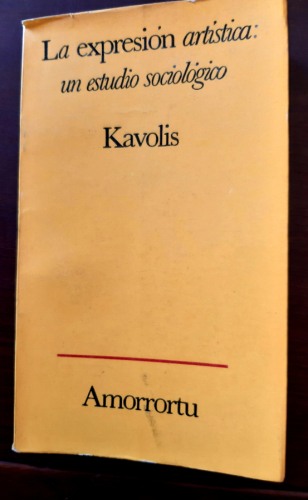 La expresión artística:
un estudio sociológico
Kavolis
Amorrortu